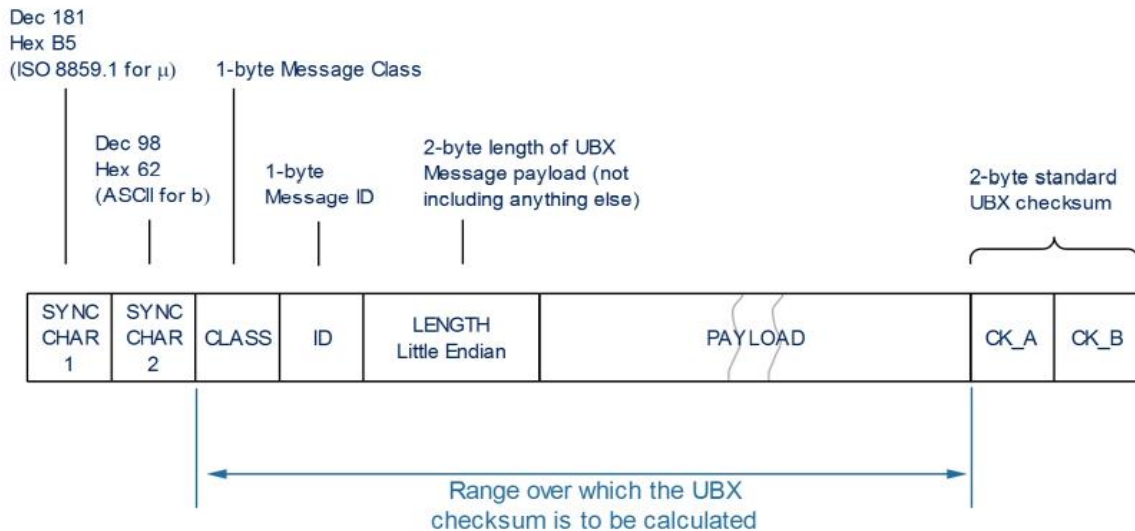 Dec 181
Hex B5
(ISO 8859.1 for μ)
1-byte Message Class
Dec 98
Hex 62
(ASCII for b)
1-byte
Message ID
2-byte length of UBX
Message payload (not
including anything else)
2-byte standard
UBX checksum
SYNC
CHAR
1
SYNC
CHAR
2
CLASS
ID
LENGTH
Little Endian
PAYLOAD
CK_A
CK_B
Range over which the UBX
checksum is to be calculated